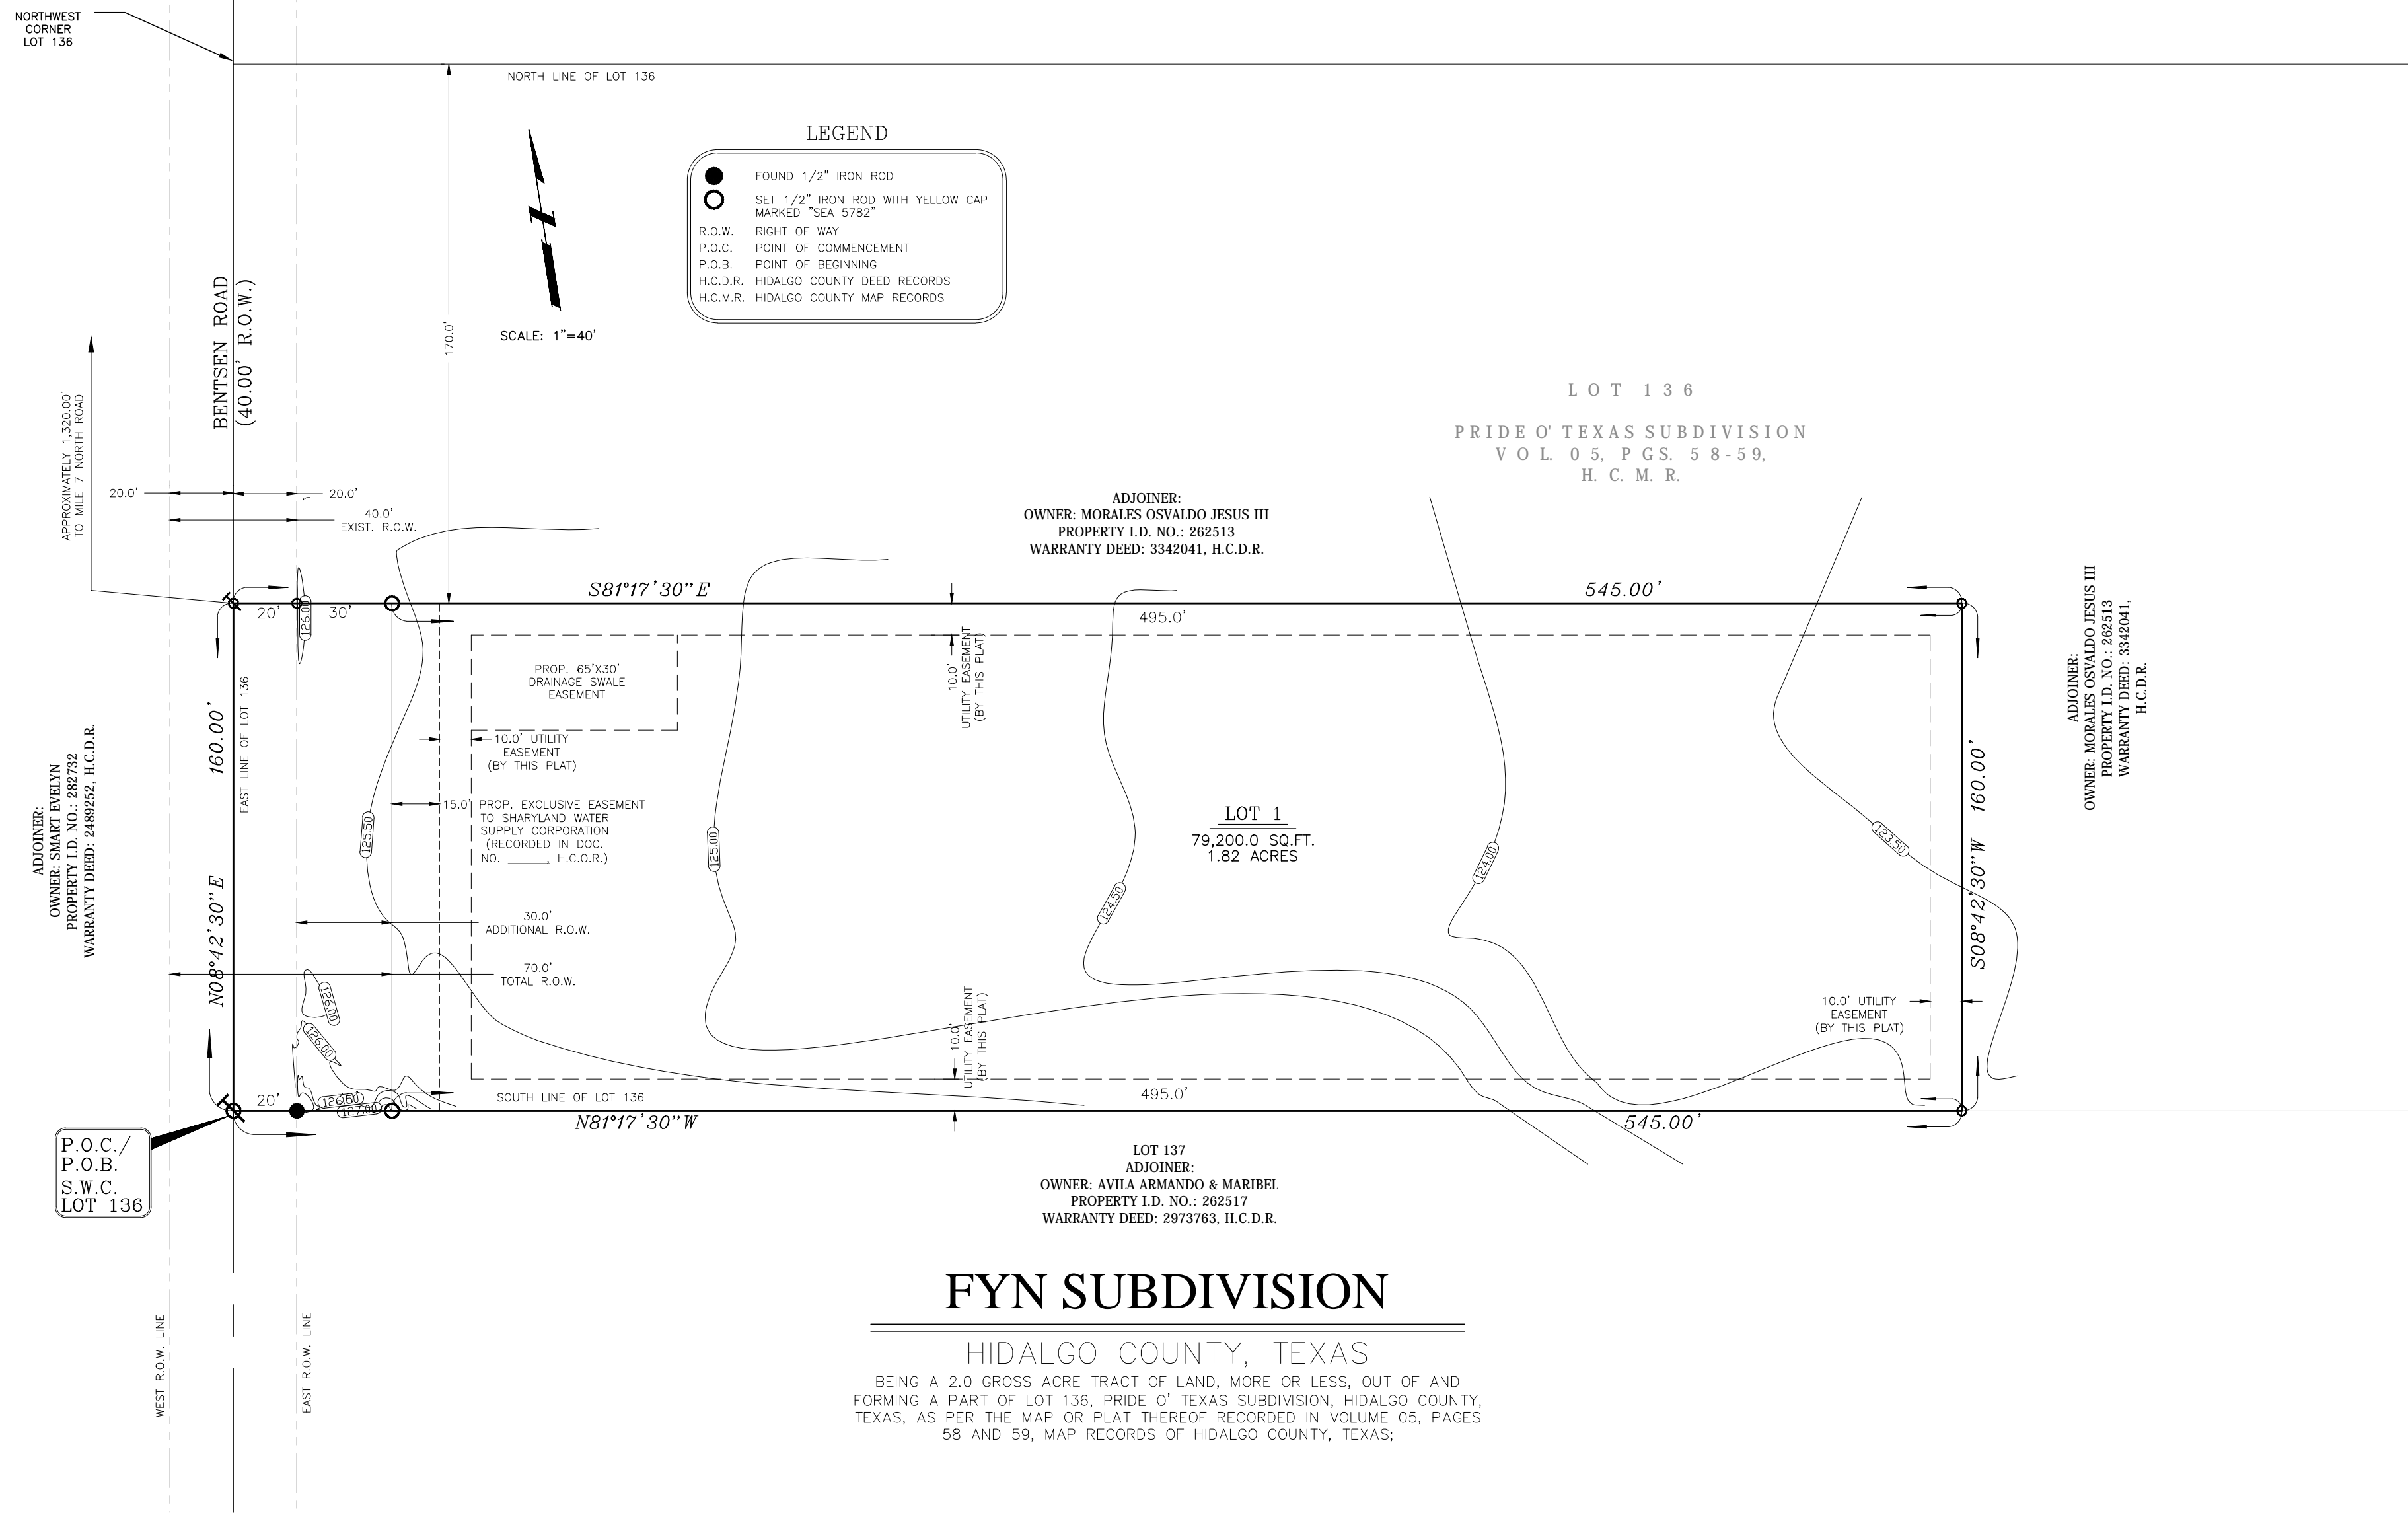 NORTHWEST
CORNER
LOT 136
NORTH LINE OF LOT 136
LEGEND
FOUND 1/2" IRON ROD
SET 1/2" IRON ROD WITH YELLOW CAP
MARKED "SEA 5782"
R.O.W. RIGHT OF WAY
P.O.C. POINT OF COMMENCEMENT
P.O.B. POINT OF BEGINNING
H.C.D.R. HIDALGO COUNTY DEED RECORDS
H.C.M.R. HIDALGO COUNTY MAP RECORDS
SCALE: 1"=40'
170.0'
BENTSEN ROAD
(40.00' R.O.W.)
APPROXIMATELY 1,320.00'
TO MILE 7 NORTH ROAD
20.0'
20.0'
40.0'
EXIST. R.O.W.
LOT 136
PRIDE O' TEXAS SUBDIVISION
VOL. 05, PGS. 58-59,
H. C. M. R.
ADJOINER:
OWNER: MORALES OSVALDO JESUS III
PROPERTY I.D. NO.: 262513
WARRANTY DEED: 3342041, H.C.D.R.
S81°17'30"E
545.00'
20'
30'
126.00
495.0'
PROP. 65'X30'
DRAINAGE SWALE
EASEMENT
10.0'
UTILITY EASEMENT
(BY THIS PLAT)
10.0' UTILITY
EASEMENT
(BY THIS PLAT)
15.0' PROP. EXCLUSIVE EASEMENT
TO SHARYLAND WATER
SUPPLY CORPORATION
(RECORDED IN DOC.
NO. ______, H.C.O.R.)
30.0'
ADDITIONAL R.O.W.
70.0'
TOTAL R.O.W.
EAST LINE OF LOT 136
160.00'
N08°42'30"E
ADJOINER:
OWNER: SMART EVELYN
PROPERTY I.D. NO.: 282732
WARRANTY DEED: 2489252, H.C.D.R.
125.50
125.00
124.50
124.00
123.50
LOT 1
79,200.0 SQ.FT.
1.82 ACRES
ADJOINER:
OWNER: MORALES OSVALDO JESUS III
PROPERTY I.D. NO.: 262513
WARRANTY DEED: 3342041,
H.C.D.R.
160.00'
S08°42'30"W
10.0' UTILITY
EASEMENT
(BY THIS PLAT)
126.00
126.00
126.50
127.00
10.0'
UTILITY EASEMENT
(BY THIS PLAT)
20'
SOUTH LINE OF LOT 136
495.0'
N81°17'30"W
545.00'
P.O.C./
P.O.B.
S.W.C.
LOT 136
LOT 137
ADJOINER:
OWNER: AVILA ARMANDO & MARIBEL
PROPERTY I.D. NO.: 262517
WARRANTY DEED: 2973763, H.C.D.R.
WEST R.O.W. LINE
EAST R.O.W. LINE
FYN SUBDIVISION
HIDALGO COUNTY, TEXAS
BEING A 2.0 GROSS ACRE TRACT OF LAND, MORE OR LESS, OUT OF AND
FORMING A PART OF LOT 136, PRIDE O' TEXAS SUBDIVISION, HIDALGO COUNTY,
TEXAS, AS PER THE MAP OR PLAT THEREOF RECORDED IN VOLUME 05, PAGES
58 AND 59, MAP RECORDS OF HIDALGO COUNTY, TEXAS;